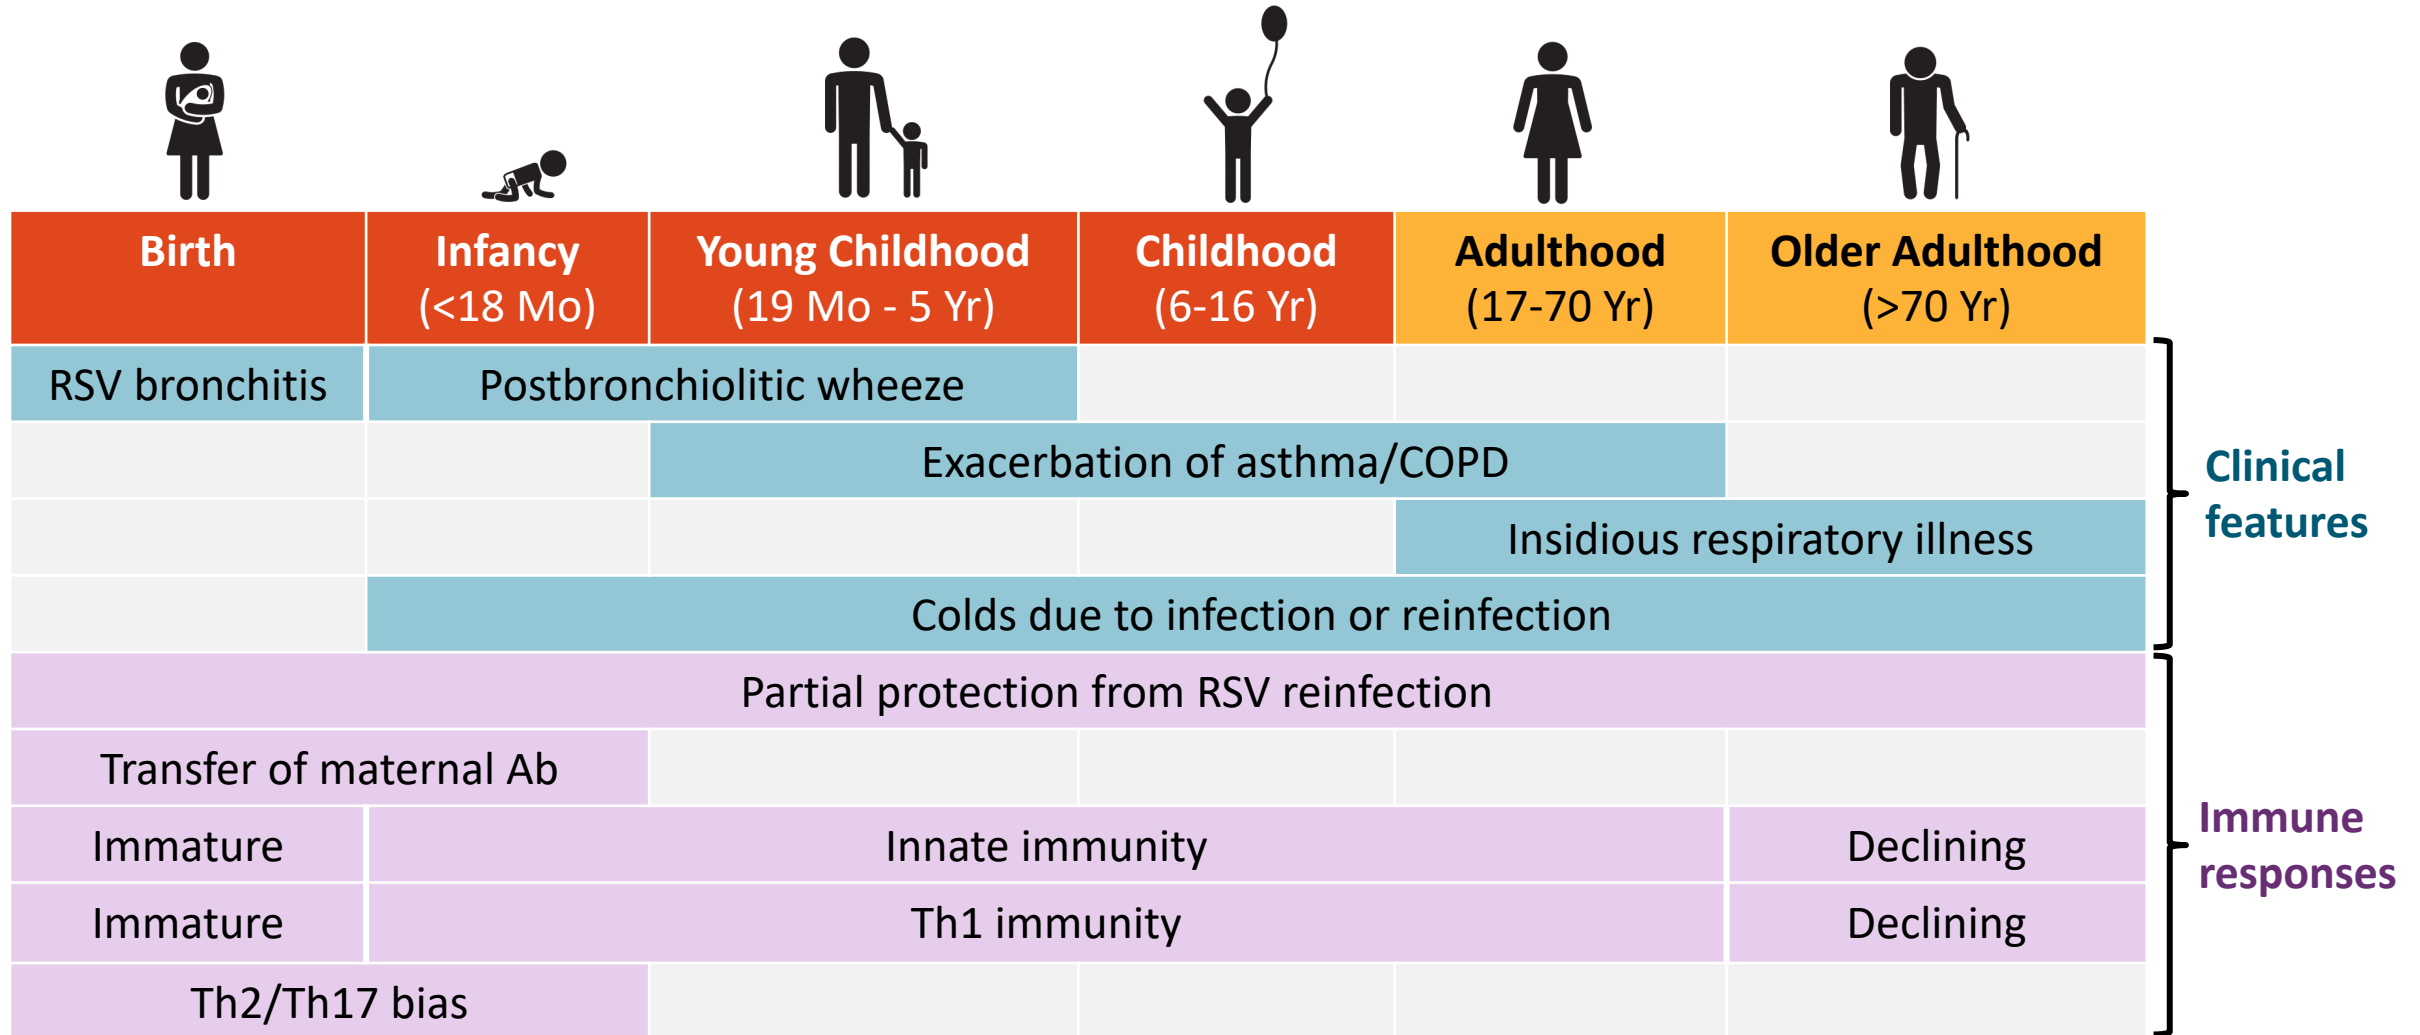 Birth
Infancy
(<18 Mo)
Young Childhood
(19 Mo - 5 Yr)
Childhood
(6-16 Yr)
Adulthood
(17-70 Yr)
Older Adulthood
(>70 Yr)
RSV bronchitis
Postbronchiolitic wheeze
Exacerbation of asthma/COPD
Insidious respiratory illness
Colds due to infection or reinfection
Clinical
features
Partial protection from RSV reinfection
Transfer of maternal Ab
Immature
Innate immunity
Declining
Immature
Th1 immunity
Declining
Th2/Th17 bias
Immune
responses